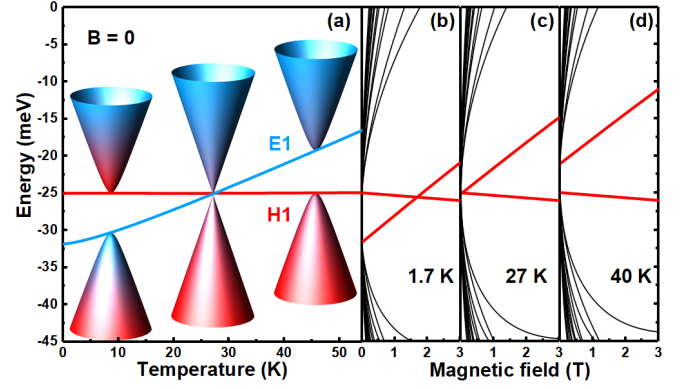 (a) (b) (c) (d)
B = 0
E1
H1
1.7 K 27 K 40 K
Energy (meV)
0
-5
-10
-15
-20
-25
-30
-35
-40
-45
0 10 20 30 40 50 0 1 2 3 1 2 3 1 2 3
Temperature (K) Magnetic field (T)